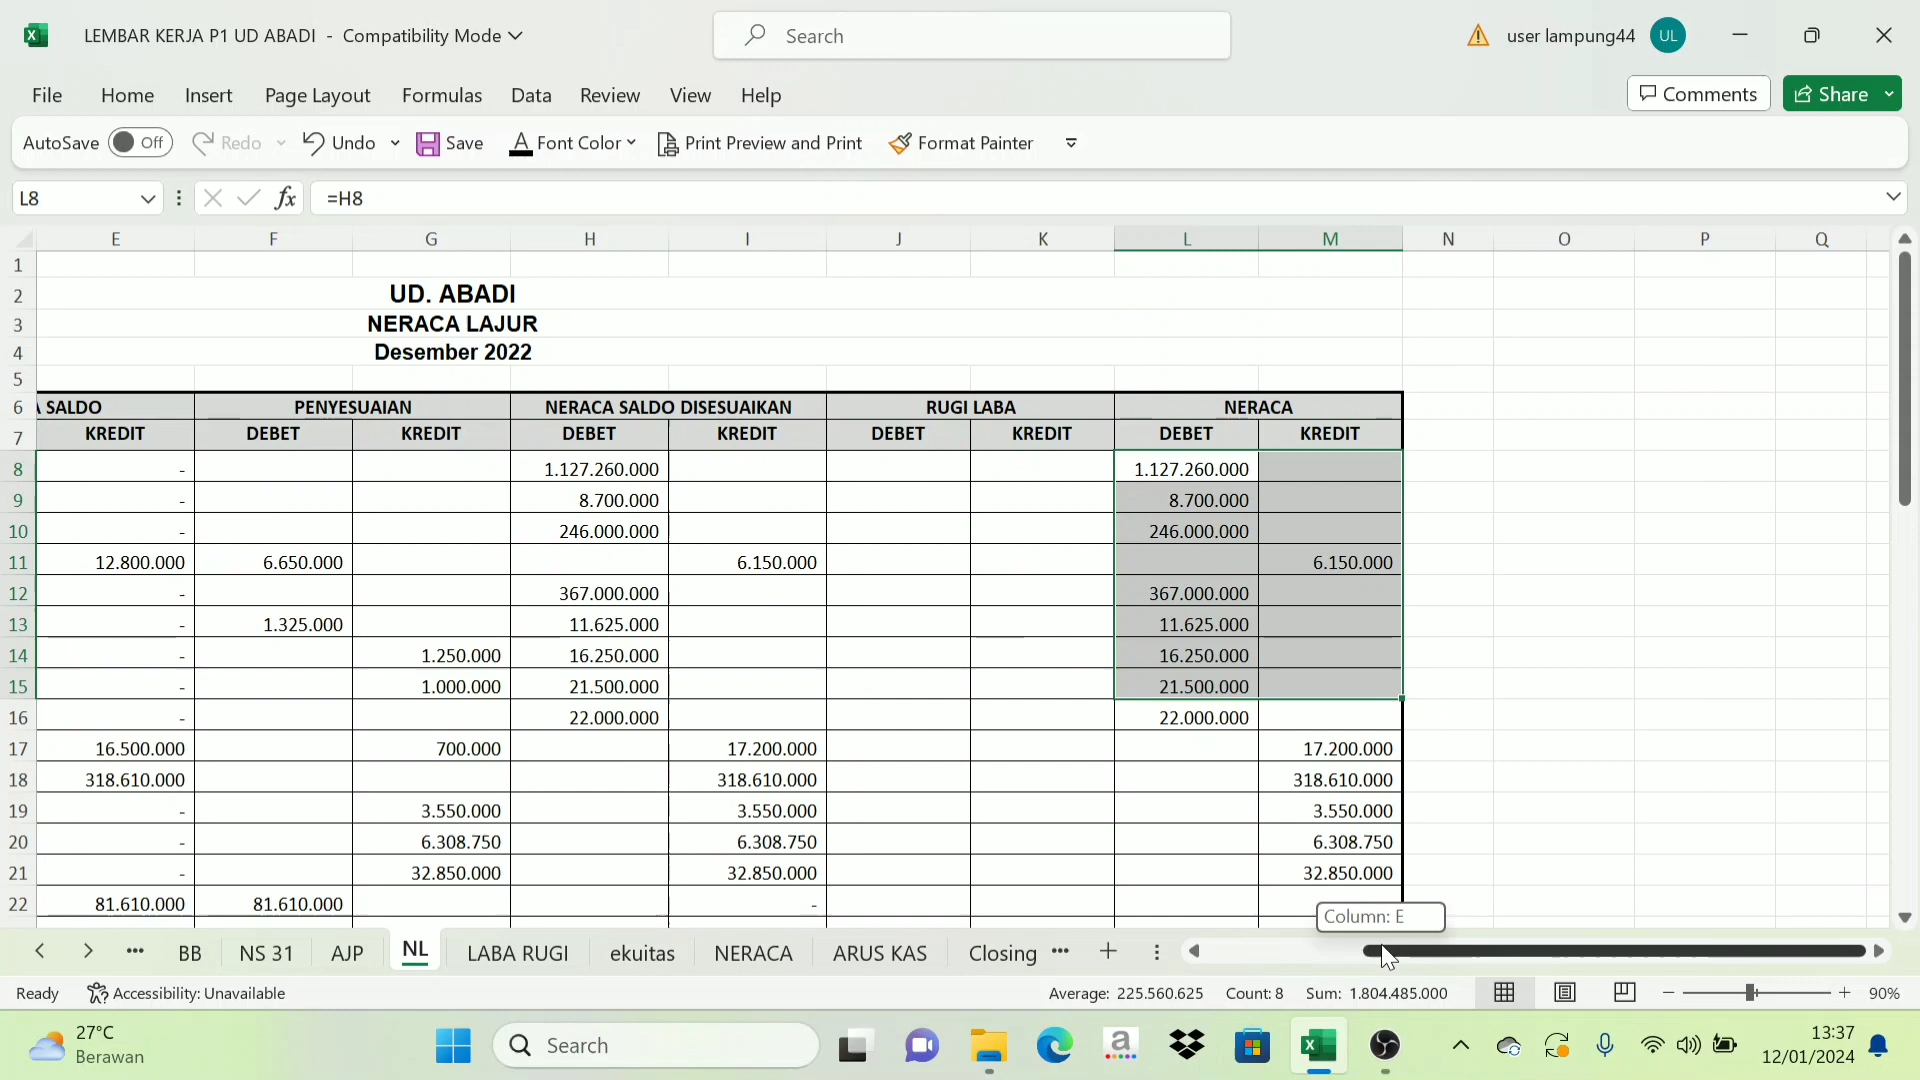 LEMBAR KERJA P1 UD ABADI - Compatibility Mode
Search
user lampung44
UL
File Home Insert Page Layout Formulas Data Review View Help
Comments
Share
AutoSave Off Redo Undo Save Font Color Print Preview and Print Format Painter
L8
fx
=H8
E F G H I J K L M N O P Q
1
2 UD. ABADI
3 NERACA LAJUR
4 Desember 2022
5
6 SALDO PENYESUAIAN NERACA SALDO DISESUAIKAN RUGI LABA NERACA
7 KREDIT DEBET KREDIT DEBET KREDIT DEBET KREDIT DEBET KREDIT
8 - 1.127.260.000 1.127.260.000
9 - 8.700.000 8.700.000
10 - 246.000.000 246.000.000
11 12.800.000 6.650.000 6.150.000 6.150.000
12 - 367.000.000 367.000.000
13 - 1.325.000 11.625.000 11.625.000
14 - 1.250.000 16.250.000 16.250.000
15 - 1.000.000 21.500.000 21.500.000
16 - 22.000.000 22.000.000
17 16.500.000 700.000 17.200.000 17.200.000
18 318.610.000 318.610.000 318.610.000
19 - 3.550.000 3.550.000 3.550.000
20 - 6.308.750 6.308.750 6.308.750
21 - 32.850.000 32.850.000 32.850.000
22 81.610.000 81.610.000 -
Column: E
... BB NS 31 AJP NL LABA RUGI ekuitas NERACA ARUS KAS Closing ...
Ready
Accessibility: Unavailable
Average: 225.560.625 Count: 8 Sum: 1.804.485.000
90%
27°C
Berawan
Search
a
13:37
12/01/2024